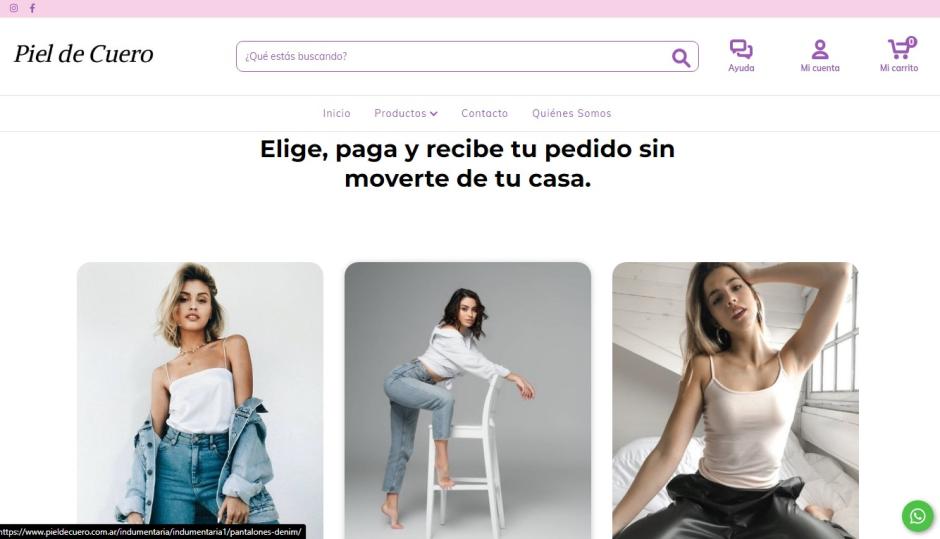 Piel de Cuero
¿Qué estás buscando?
Ayuda
Mi cuenta
0
Mi carrito
Inicio
Productos
Contacto
Quiénes Somos
Elige, paga y recibe tu pedido sin
moverte de tu casa.
https://www.pieldecuero.com.ar/indumentaria/indumentaria1/pantalones-denim/